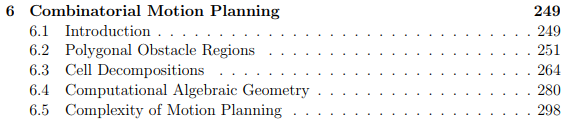 6 Combinatorial Motion Planning 249
6.1 Introduction . . . . . . . . . . . . . . . . . . . . . . . . . . . . . . . . 249
6.2 Polygonal Obstacle Regions . . . . . . . . . . . . . . . . . . . . . 251
6.3 Cell Decompositions . . . . . . . . . . . . . . . . . . . . . . . . . 264
6.4 Computational Algebraic Geometry . . . . . . . . . . . . . . . . . 280
6.5 Complexity of Motion Planning . . . . . . . . . . . . . . . . . . . 298